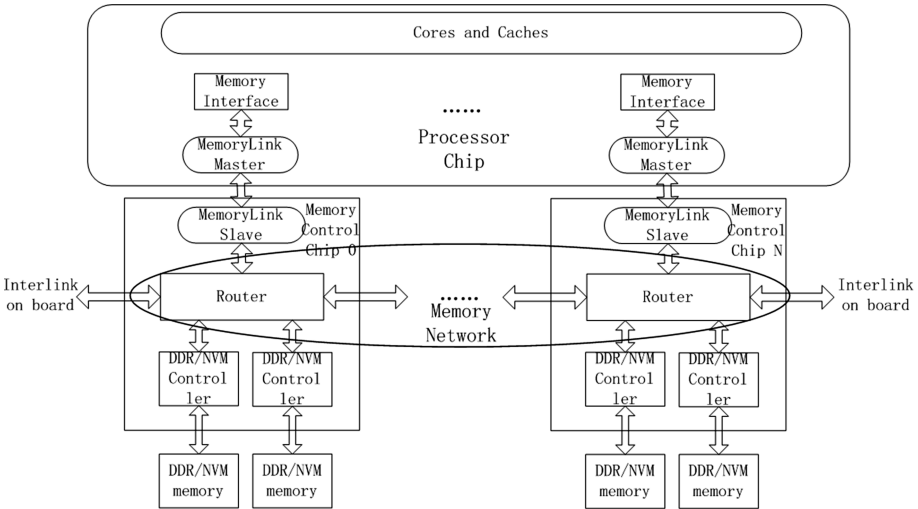 Cores and Caches
Memory
Interface
Memory
Interface
……
Processor
Chip
MemoryLink
Master
MemoryLink
Master
MemoryLink
Slave
Memory
Control
Chip 0
MemoryLink
Slave
Memory
Control
Chip N
Interlink
on board
Router
……
Memory
Network
Router
Interlink
on board
DDR/NVM
Control
ler
DDR/NVM
Control
ler
DDR/NVM
Control
ler
DDR/NVM
Control
ler
DDR/NVM
memory
DDR/NVM
memory
DDR/NVM
memory
DDR/NVM
memory